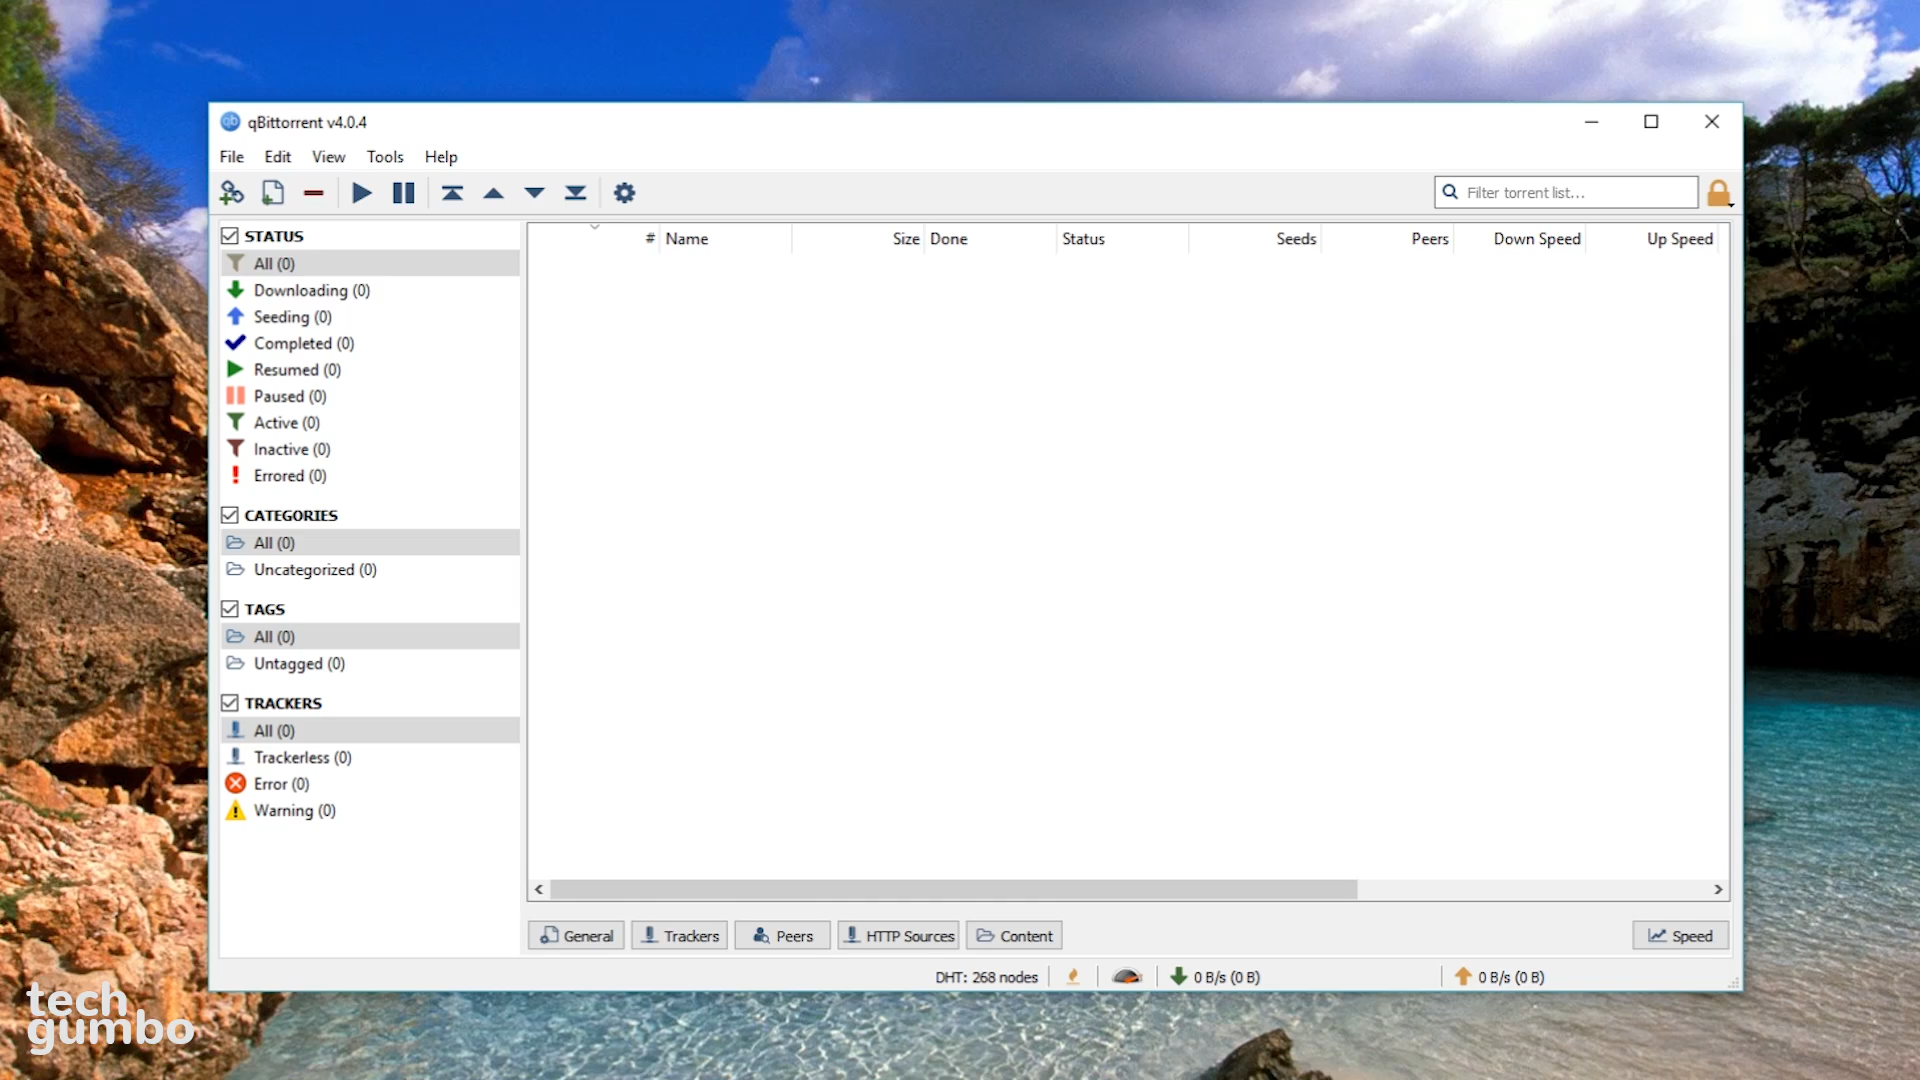 qBittorrent v4.0.4
File Edit View Tools Help
Filter torrent list...
STATUS
All (0)
Downloading (0)
Seeding (0)
Completed (0)
Resumed (0)
Paused (0)
Active (0)
Inactive (0)
Errored (0)
CATEGORIES
All (0)
Uncategorized (0)
TAGS
All (0)
Untagged (0)
TRACKERS
All (0)
Trackerless (0)
Error (0)
Warning (0)
# Name Size Done Status Seeds Peers Down Speed Up Speed
General Trackers Peers HTTP Sources Content Speed
DHT: 268 nodes 0 B/s (0 B) 0 B/s (0 B)
tech
gumbo